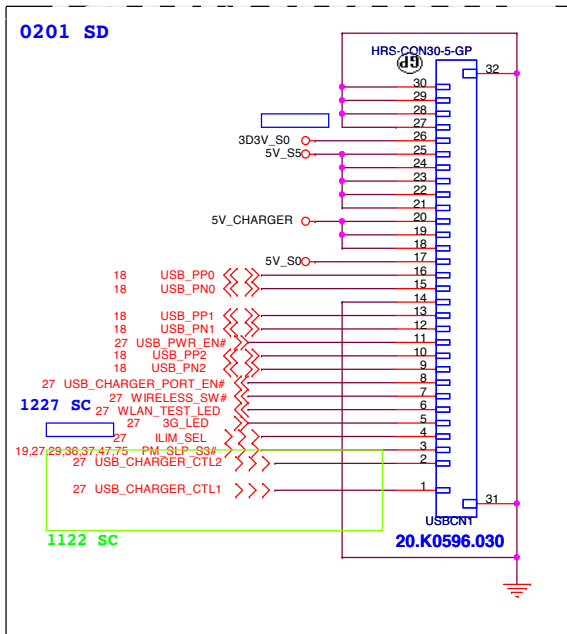 0201 SD
HRS-CON30-5-GP
GP
32
30
29
28
27
3D3V_S0 26
5V_S5 25
24
23
22
21
5V_CHARGER 20
19
18
5V_S0 17
18 USB_PP0 16
18 USB_PN0 15
14
18 USB_PP1 13
18 USB_PN1 12
27 USB_PWR_EN# 11
18 USB_PP2 10
18 USB_PN2 9
27 USB_CHARGER_PORT_EN# 8
27 WIRELESS_SW# 7
1227 SC
27 WLAN_TEST_LED 6
27 3G_LED 5
27 ILIM_SEL 4
19,27,29,36,37,47,75 PM_SLP_S3# 3
27 USB_CHARGER_CTL2 2
27 USB_CHARGER_CTL1 1
31
USBCN1
20.K0596.030
1122 SC